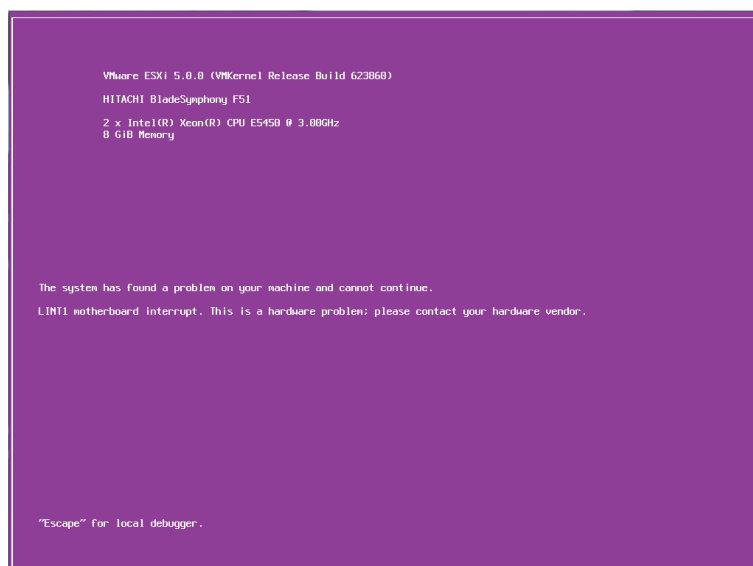 VMware ESXi 5.0.0 (VMKernel Release Build 623860)
HITACHI BladeSymphony F51
2 x Intel(R) Xeon(R) CPU E5450 @ 3.00GHz
8 GiB Memory
The system has found a problem on your machine and cannot continue.
LINT1 motherboard interrupt. This is a hardware problem; please contact your hardware vendor.
"Escape" for local debugger.